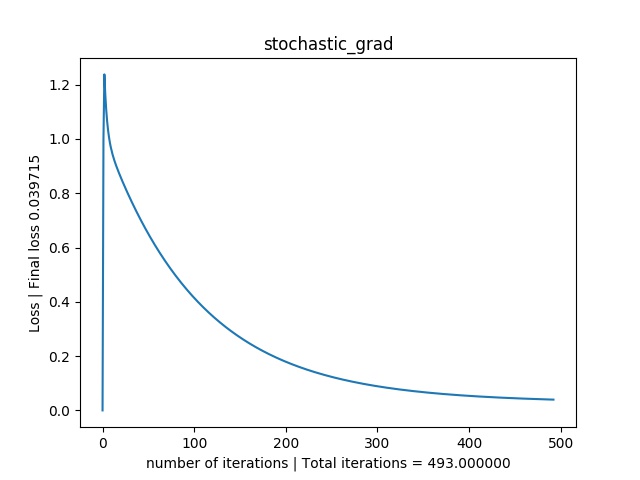 stochastic_grad
1.2
1.0
0.8
0.6
0.4
0.2
0.0
Loss | Final loss 0.039715
0 100 200 300 400 500
number of iterations | Total iterations = 493.000000